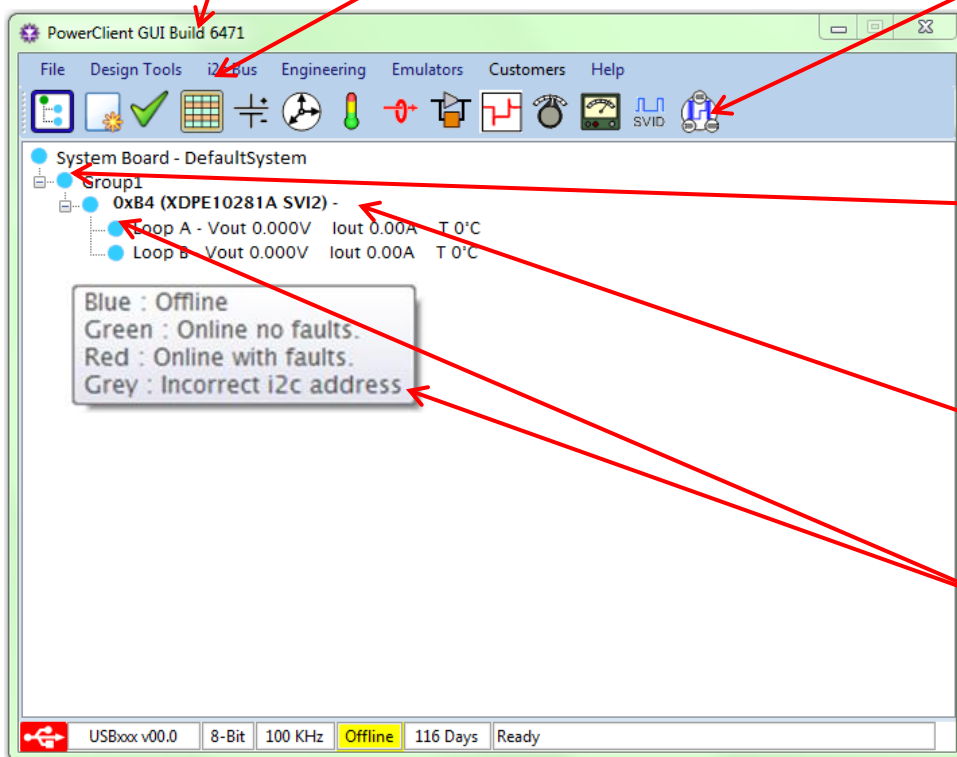 PowerClient GUI Build 6471
File Design Tools i2c Bus Engineering Emulators Customers Help
SVID
System Board - DefaultSystem
Group1
0xB4 (XDPE10281A SVI2) -
Loop A - Vout 0.000V Iout 0.00A T 0°C
Loop B - Vout 0.000V Iout 0.00A T 0°C
Blue : Offline
Green : Online no faults.
Red : Online with faults.
Grey : Incorrect i2c address
USBxxx v00.0 8-Bit 100 KHz Offline 116 Days Ready